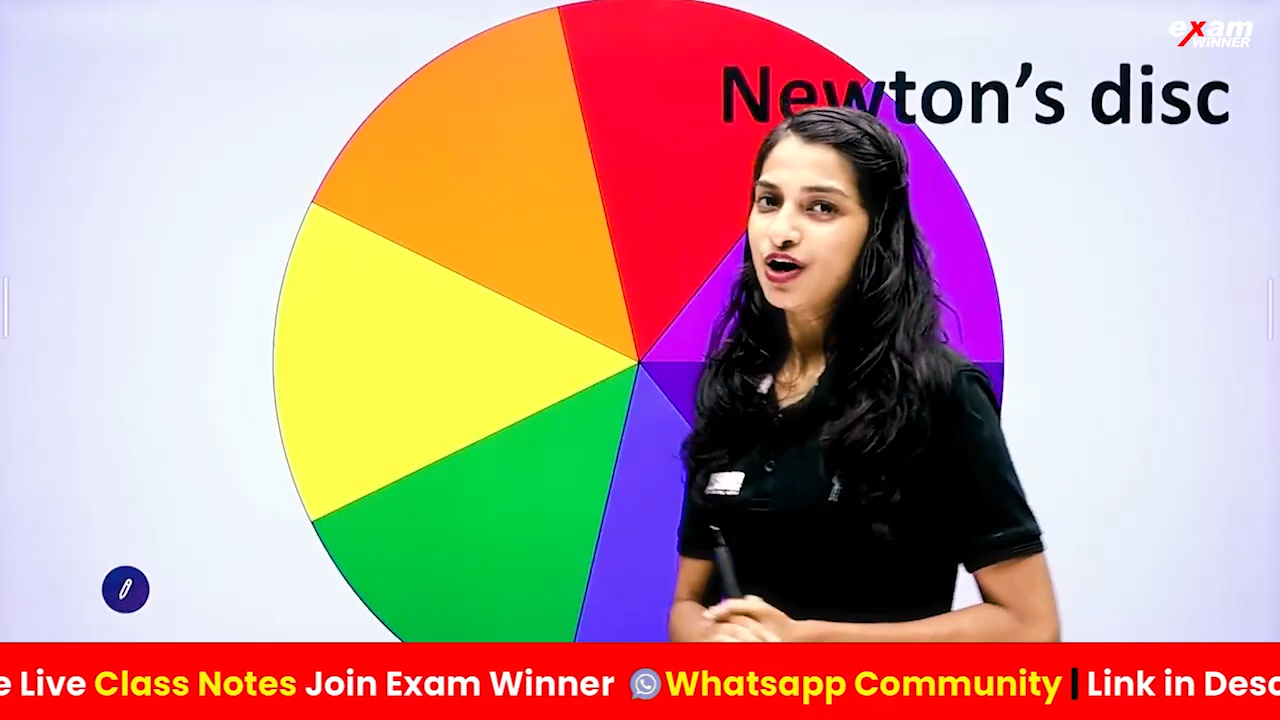 exam
WINNER
Newton's disc
e Live Class Notes Join Exam Winner Whatsapp Community | Link in Desc